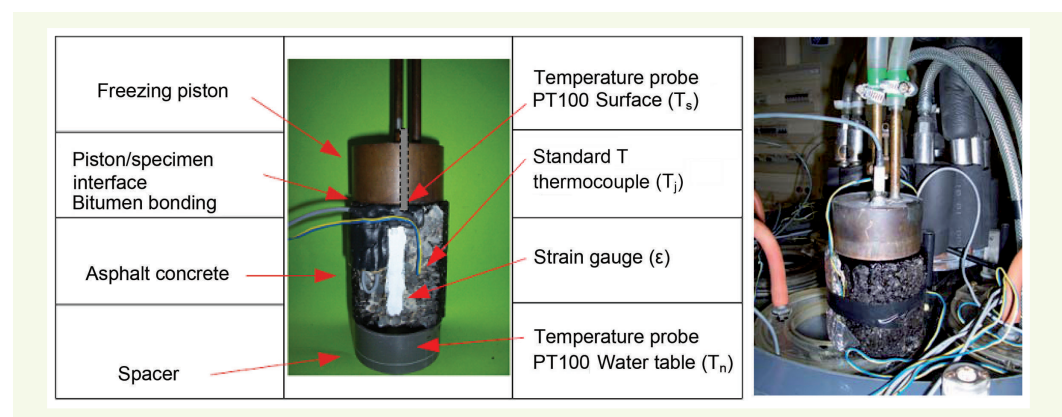 Freezing piston
Piston/specimen
interface
Bitumen bonding
Asphalt concrete
Spacer
Temperature probe
PT100 Surface (Tₛ)
Standard T
thermocouple (Tⱼ)
Strain gauge (ε)
Temperature probe
PT100 Water table (Tₙ)